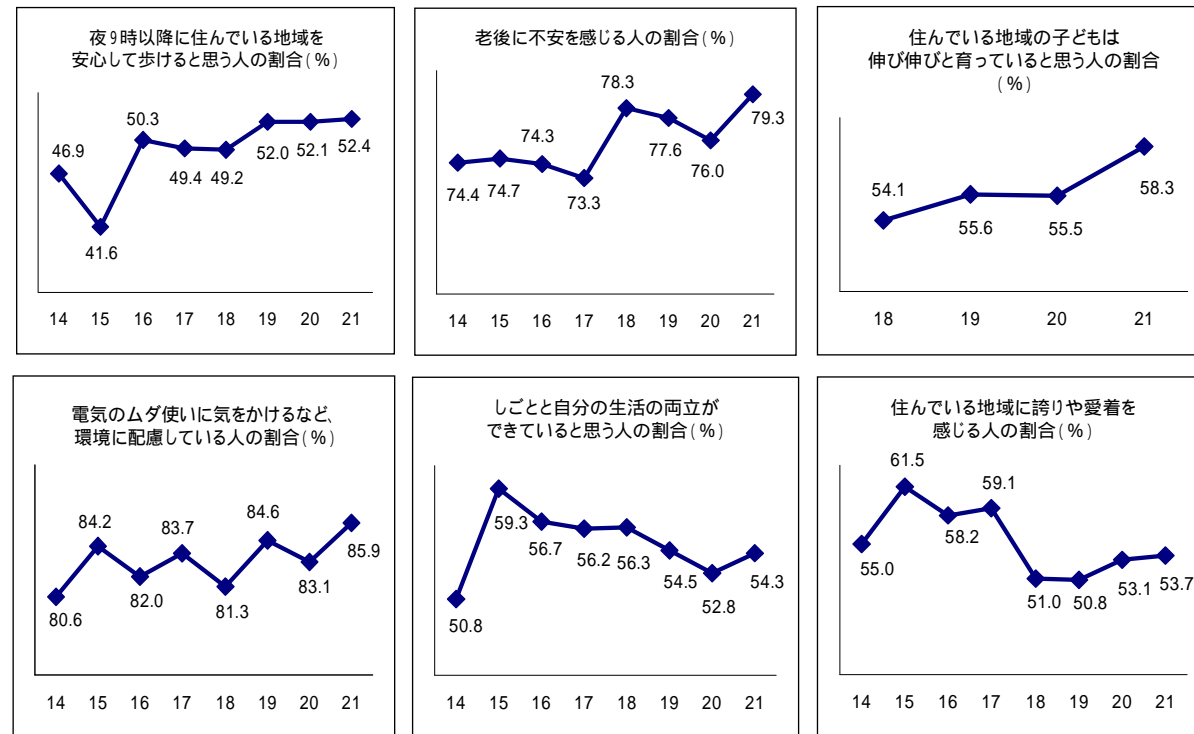 夜9時以降に住んでいる地域を
安心して歩けると思う人の割合(%)
46.9
41.6
50.3
49.4
49.2
52.0
52.1
52.4
14 15 16 17 18 19 20 21
老後に不安を感じる人の割合(%)
74.4
74.7
74.3
73.3
78.3
77.6
76.0
79.3
14 15 16 17 18 19 20 21
住んでいる地域の子どもは
伸び伸びと育っていると思う人の割合
(%)
54.1
55.6
55.5
58.3
18 19 20 21
電気のムダ使いに気をかけるなど、
環境に配慮している人の割合(%)
80.6
84.2
82.0
83.7
81.3
84.6
83.1
85.9
14 15 16 17 18 19 20 21
しごとと自分の生活の両立が
できていると思う人の割合(%)
50.8
59.3
56.7
56.2
56.3
54.5
52.8
54.3
14 15 16 17 18 19 20 21
住んでいる地域に誇りや愛着を
感じる人の割合(%)
55.0
61.5
58.2
59.1
51.0
50.8
53.1
53.7
14 15 16 17 18 19 20 21